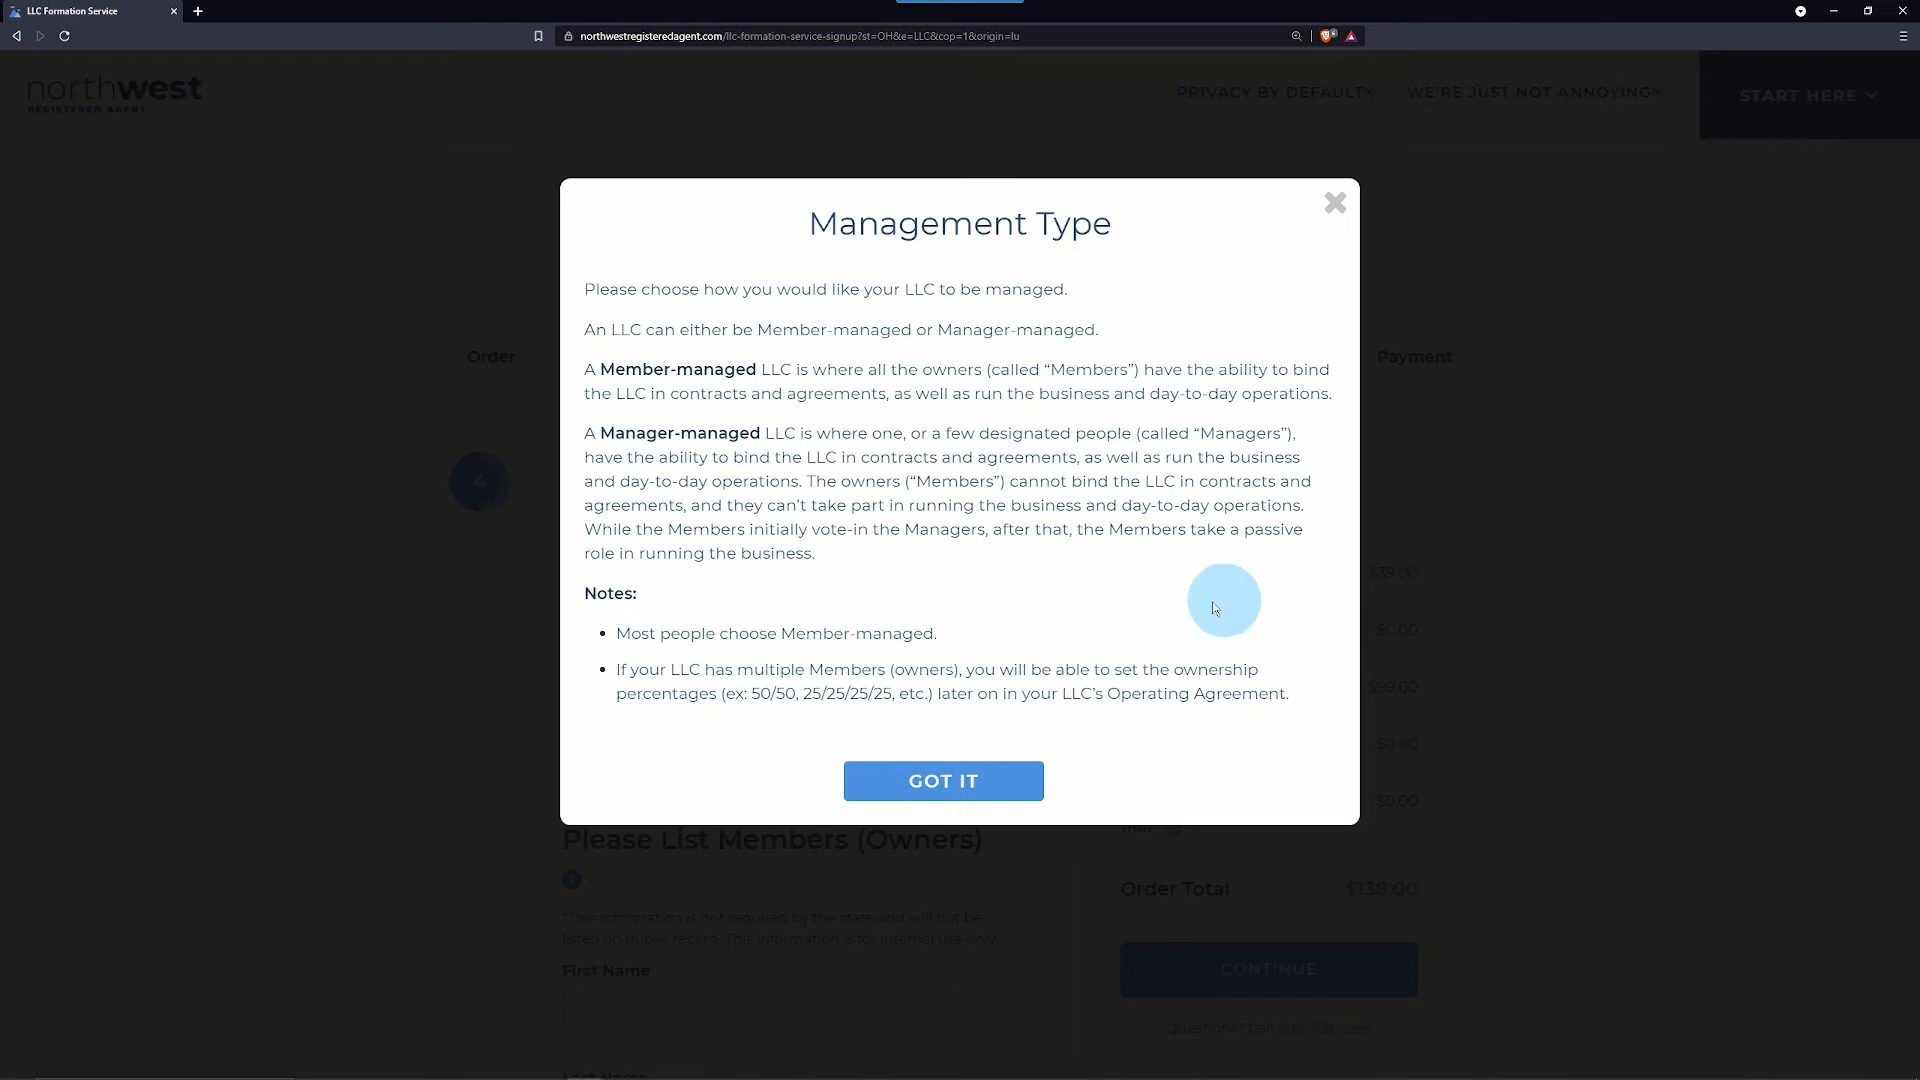 LLC Formation Service
northwestregisteredagent.com/llc-formation-service-signup?st=OH&e=LLC&cop=1&origin=lu
northwest
REGISTERED AGENT
PRIVACY BY DEFAULT®
WE'RE JUST NOT ANNOYING®
START HERE
Management Type
Please choose how you would like your LLC to be managed.
An LLC can either be Member-managed or Manager-managed.
Order
Payment
A Member-managed LLC is where all the owners (called “Members”) have the ability to bind
the LLC in contracts and agreements, as well as run the business and day-to-day operations.
A Manager-managed LLC is where one, or a few designated people (called “Managers”),
have the ability to bind the LLC in contracts and agreements, as well as run the business
and day-to-day operations. The owners (“Members”) cannot bind the LLC in contracts and
agreements, and they can’t take part in running the business and day-to-day operations.
While the Members initially vote-in the Managers, after that, the Members take a passive
role in running the business.
4
$39.00
Notes:
$0.00
Most people choose Member-managed.
If your LLC has multiple Members (owners), you will be able to set the ownership
percentages (ex: 50/50, 25/25/25/25, etc.) later on in your LLC’s Operating Agreement.
$99.00
$0.00
GOT IT
$0.00
Please List Members (Owners)
Order Total
$138.00
*This information is not required by the state and will not be
listed on public record. This information is for internal use only.
First Name
CONTINUE
Questions? Call
Last Name